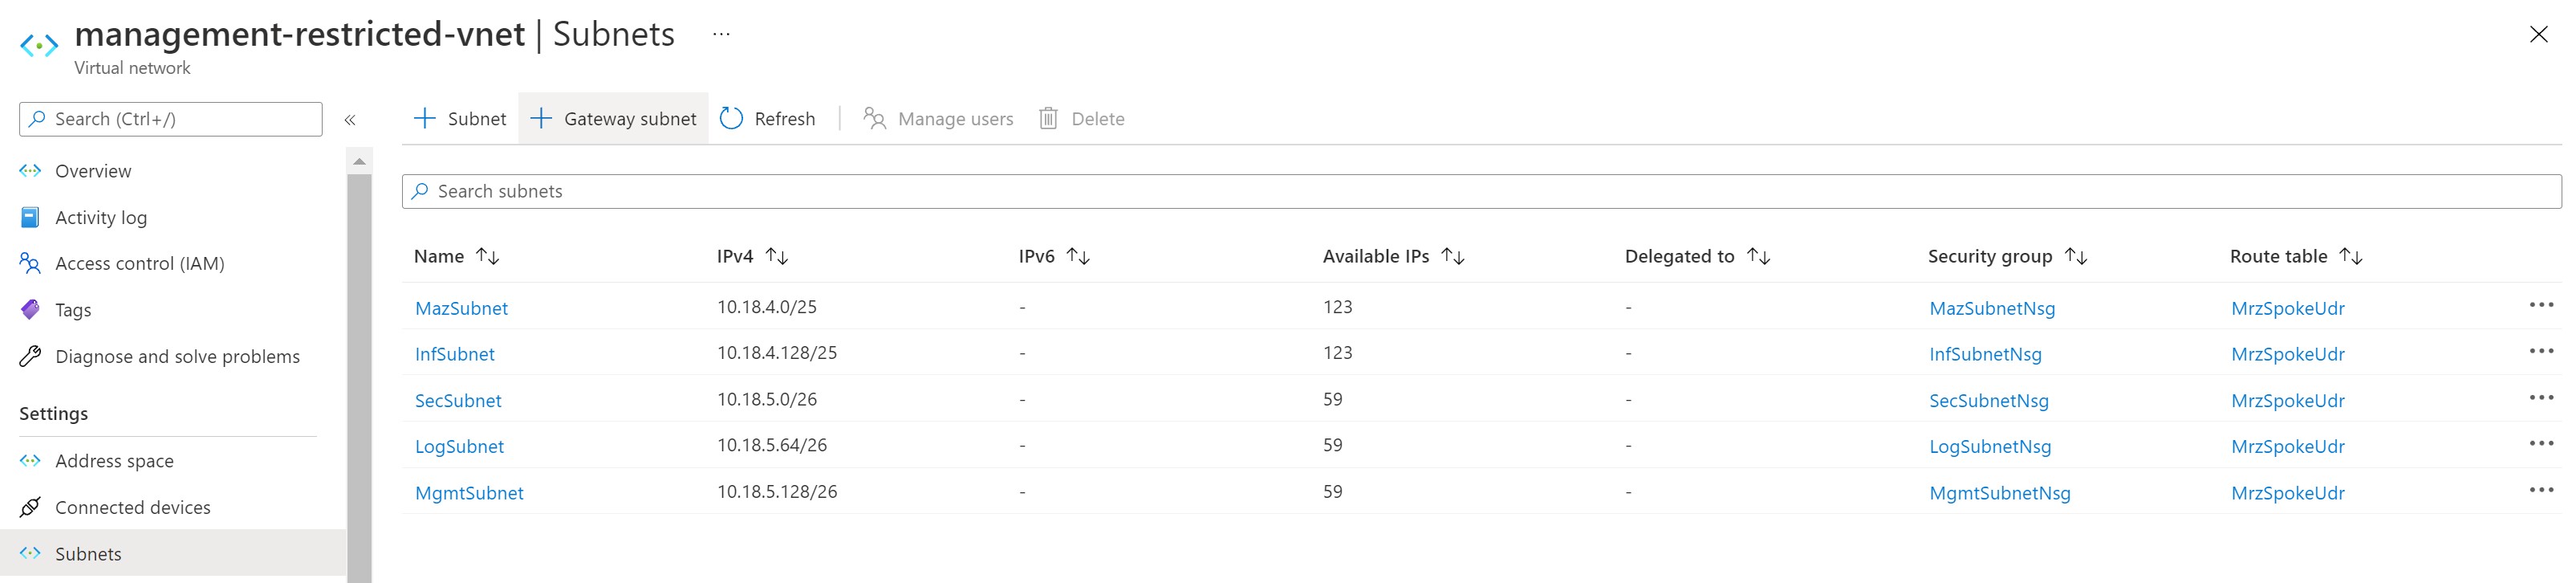 management-restricted-vnet | Subnets ...
Virtual network
Search (Ctrl+/)
«
Subnet Gateway subnet Refresh Manage users Delete
Overview
Activity log
Access control (IAM)
Tags
Diagnose and solve problems
Settings
Address space
Connected devices
Subnets
Search subnets
Name IPv4 IPv6 Available IPs Delegated to Security group Route table
MazSubnet 10.18.4.0/25 - 123 - MazSubnetNsg MrzSpokeUdr
InfSubnet 10.18.4.128/25 - 123 - InfSubnetNsg MrzSpokeUdr
SecSubnet 10.18.5.0/26 - 59 - SecSubnetNsg MrzSpokeUdr
LogSubnet 10.18.5.64/26 - 59 - LogSubnetNsg MrzSpokeUdr
MgmtSubnet 10.18.5.128/26 - 59 - MgmtSubnetNsg MrzSpokeUdr